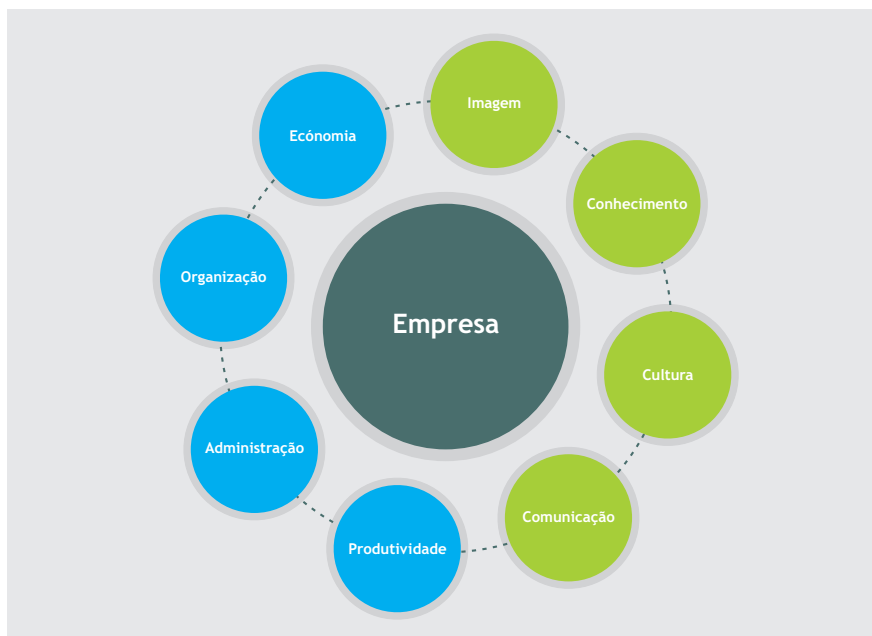 Imagem
Ecónomia
Conhecimento
Organização
Empresa
Cultura
Administração
Comunicação
Produtividade